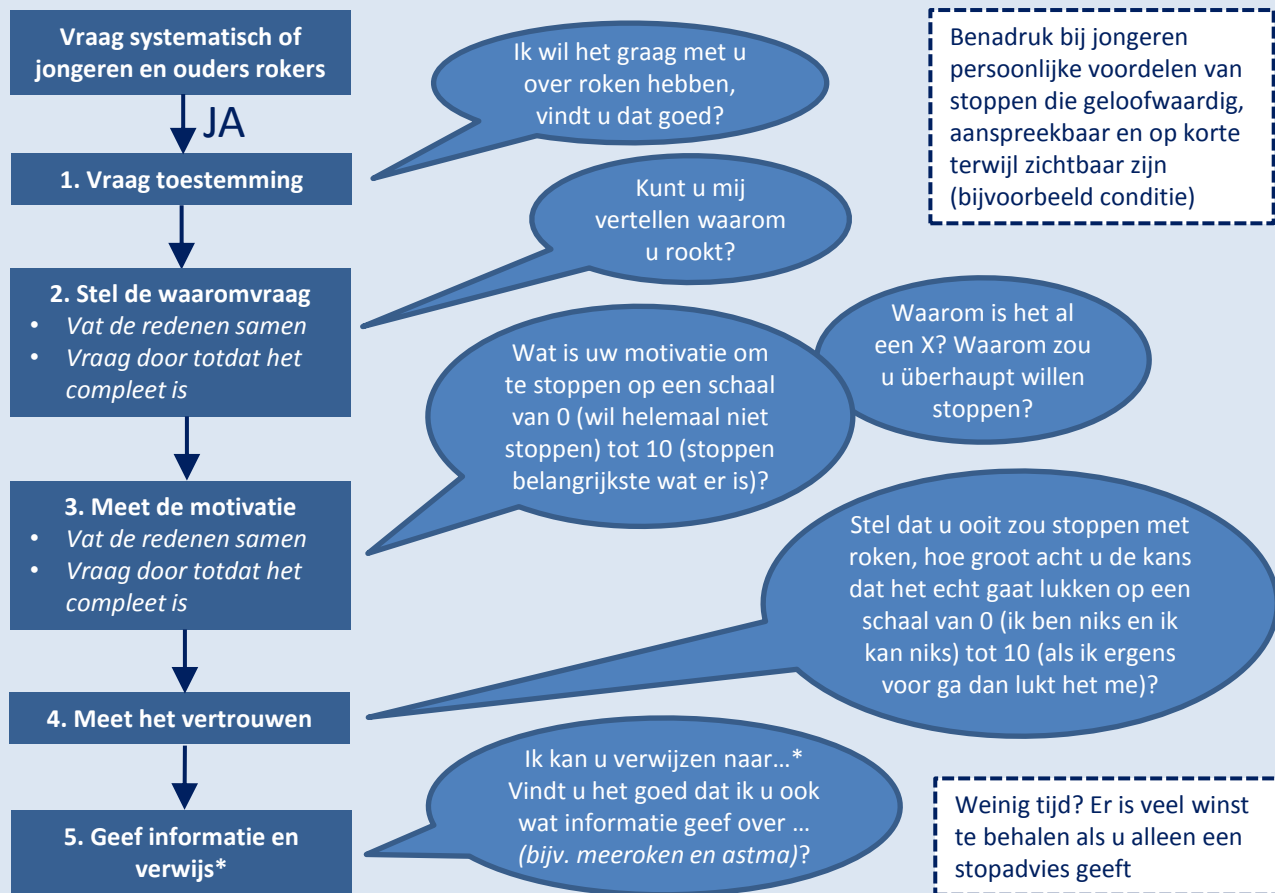 Vraag systematisch of
jongeren en ouders rokers
JA
1. Vraag toestemming
Ik wil het graag met u
over roken hebben,
vindt u dat goed?
Benadruk bij jongeren
persoonlijke voordelen van
stoppen die geloofwaardig,
aanspreekbaar en op korte
terwijl zichtbaar zijn
(bijvoorbeeld conditie)
Kunt u mij
vertellen waarom
u rookt?
2. Stel de waaromvraag
• Vat de redenen samen
• Vraag door totdat het
compleet is
Wat is uw motivatie om
te stoppen op een schaal
van 0 (wil helemaal niet
stoppen) tot 10 (stoppen
belangrijkste wat er is)?
Waarom is het al
een X? Waarom zou
u überhaupt willen
stoppen?
3. Meet de motivatie
• Vat de redenen samen
• Vraag door totdat het
compleet is
Stel dat u ooit zou stoppen met
roken, hoe groot acht u de kans
dat het echt gaat lukken op een
schaal van 0 (ik ben niks en ik
kan niks) tot 10 (als ik ergens
voor ga dan lukt het me)?
4. Meet het vertrouwen
Ik kan u verwijzen naar…*
Vindt u het goed dat ik u ook
wat informatie geef over …
(bijv. meeroken en astma)?
5. Geef informatie en
verwijs*
Weinig tijd? Er is veel winst
te behalen als u alleen een
stopadvies geeft